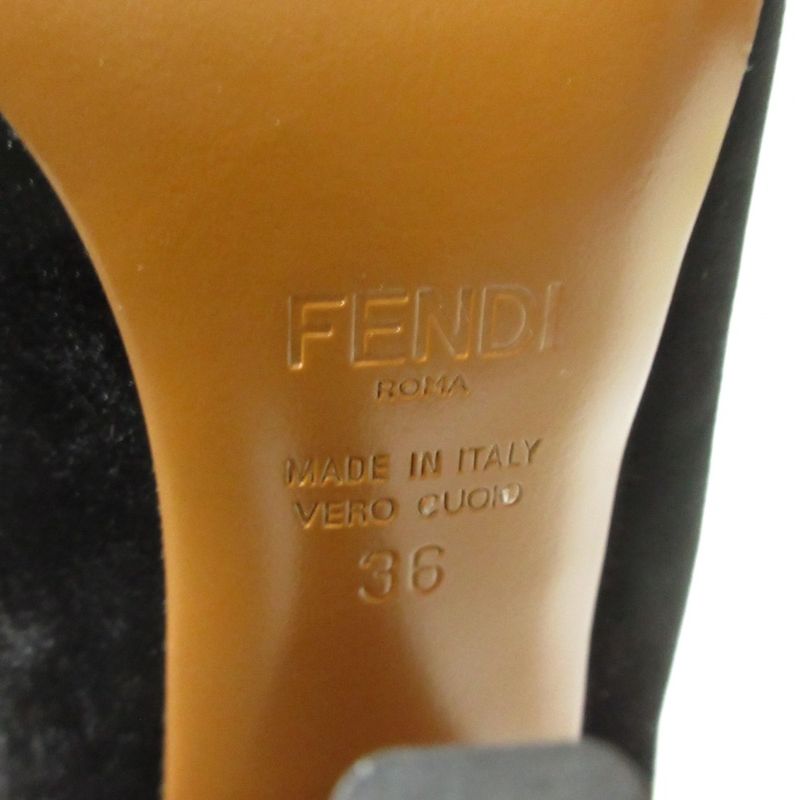 FENDI
ROMA
MADE IN ITALY
VERO CUOIO
36